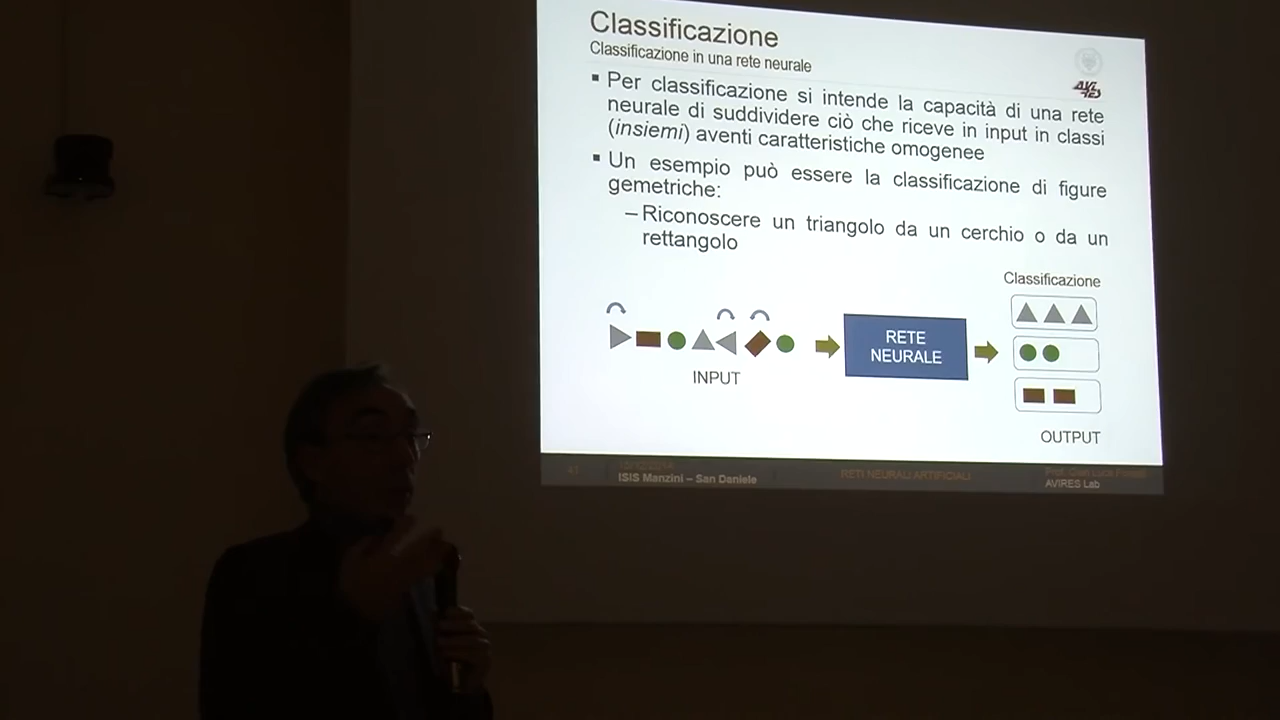 Classificazione
Classificazione in una rete neurale
Per classificazione si intende la capacità di una rete
neurale di suddividere ciò che riceve in input in classi
(insiemi) aventi caratteristiche omogenee
Un esempio può essere la classificazione di figure
gemetriche:
– Riconoscere un triangolo da un cerchio o da un
rettangolo
Classificazione
RETE
NEURALE
INPUT
OUTPUT
ISIS Manzini – San Daniele
RETI NEURALI ARTIFICIALI
AVIRES Lab